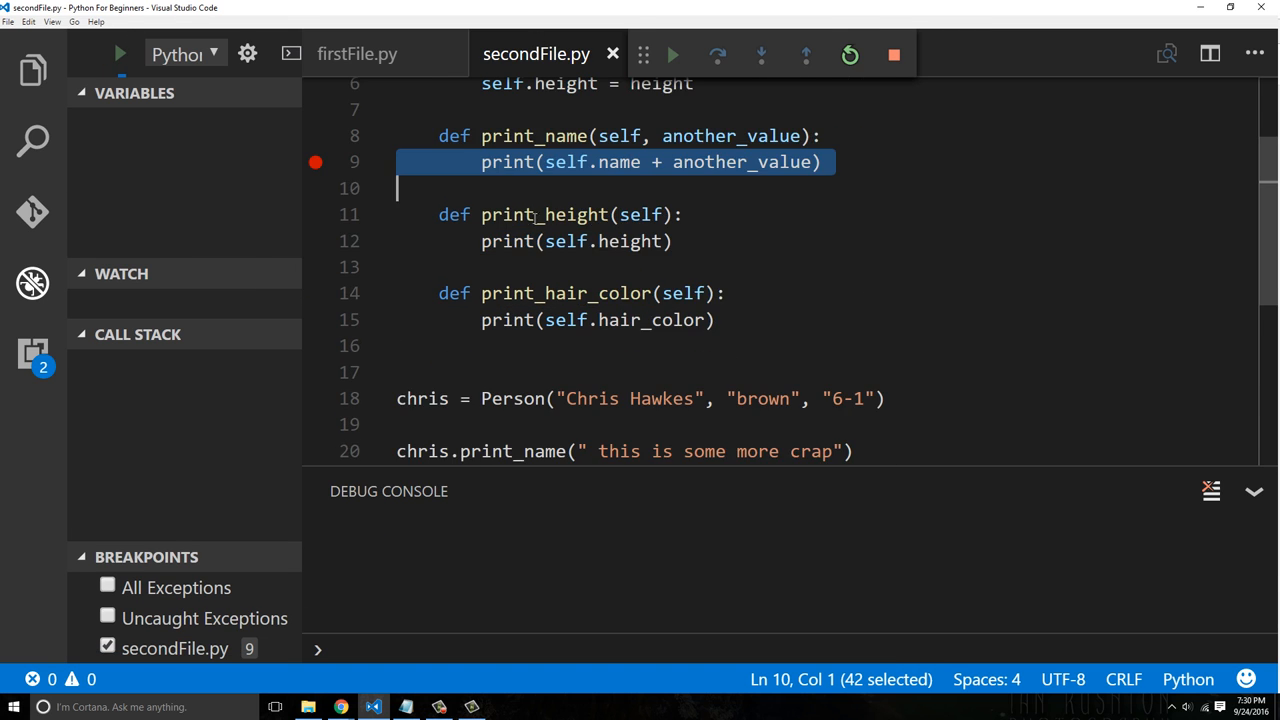 secondFile.py - Python For Beginners - Visual Studio Code
File Edit View Go Help
Pythor
firstFile.py
secondFile.py
VARIABLES
WATCH
CALL STACK
BREAKPOINTS
All Exceptions
Uncaught Exceptions
secondFile.py 9
2
6 self.height = height
7
8 def print_name(self, another_value):
9 print(self.name + another_value)
10
11 def print_height(self):
12 print(self.height)
13
14 def print_hair_color(self):
15 print(self.hair_color)
16
17
18 chris = Person("Chris Hawkes", "brown", "6-1")
19
20 chris.print_name(" this is some more crap")
DEBUG CONSOLE
0 0
Ln 10, Col 1 (42 selected) Spaces: 4 UTF-8 CRLF Python
I'm Cortana. Ask me anything.
7:30 PM
9/24/2016